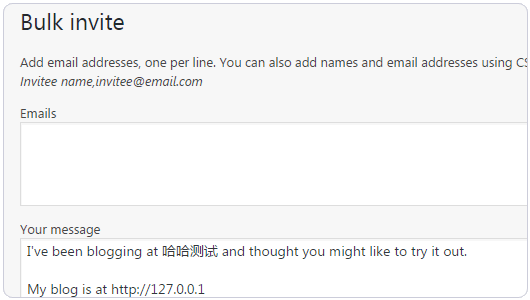 Bulk invite
Add email addresses, one per line. You can also add names and email addresses using CS
Invitee name,invitee@email.com
Emails
Your message
I've been blogging at 哈哈测试 and thought you might like to try it out.
My blog is at http://127.0.0.1